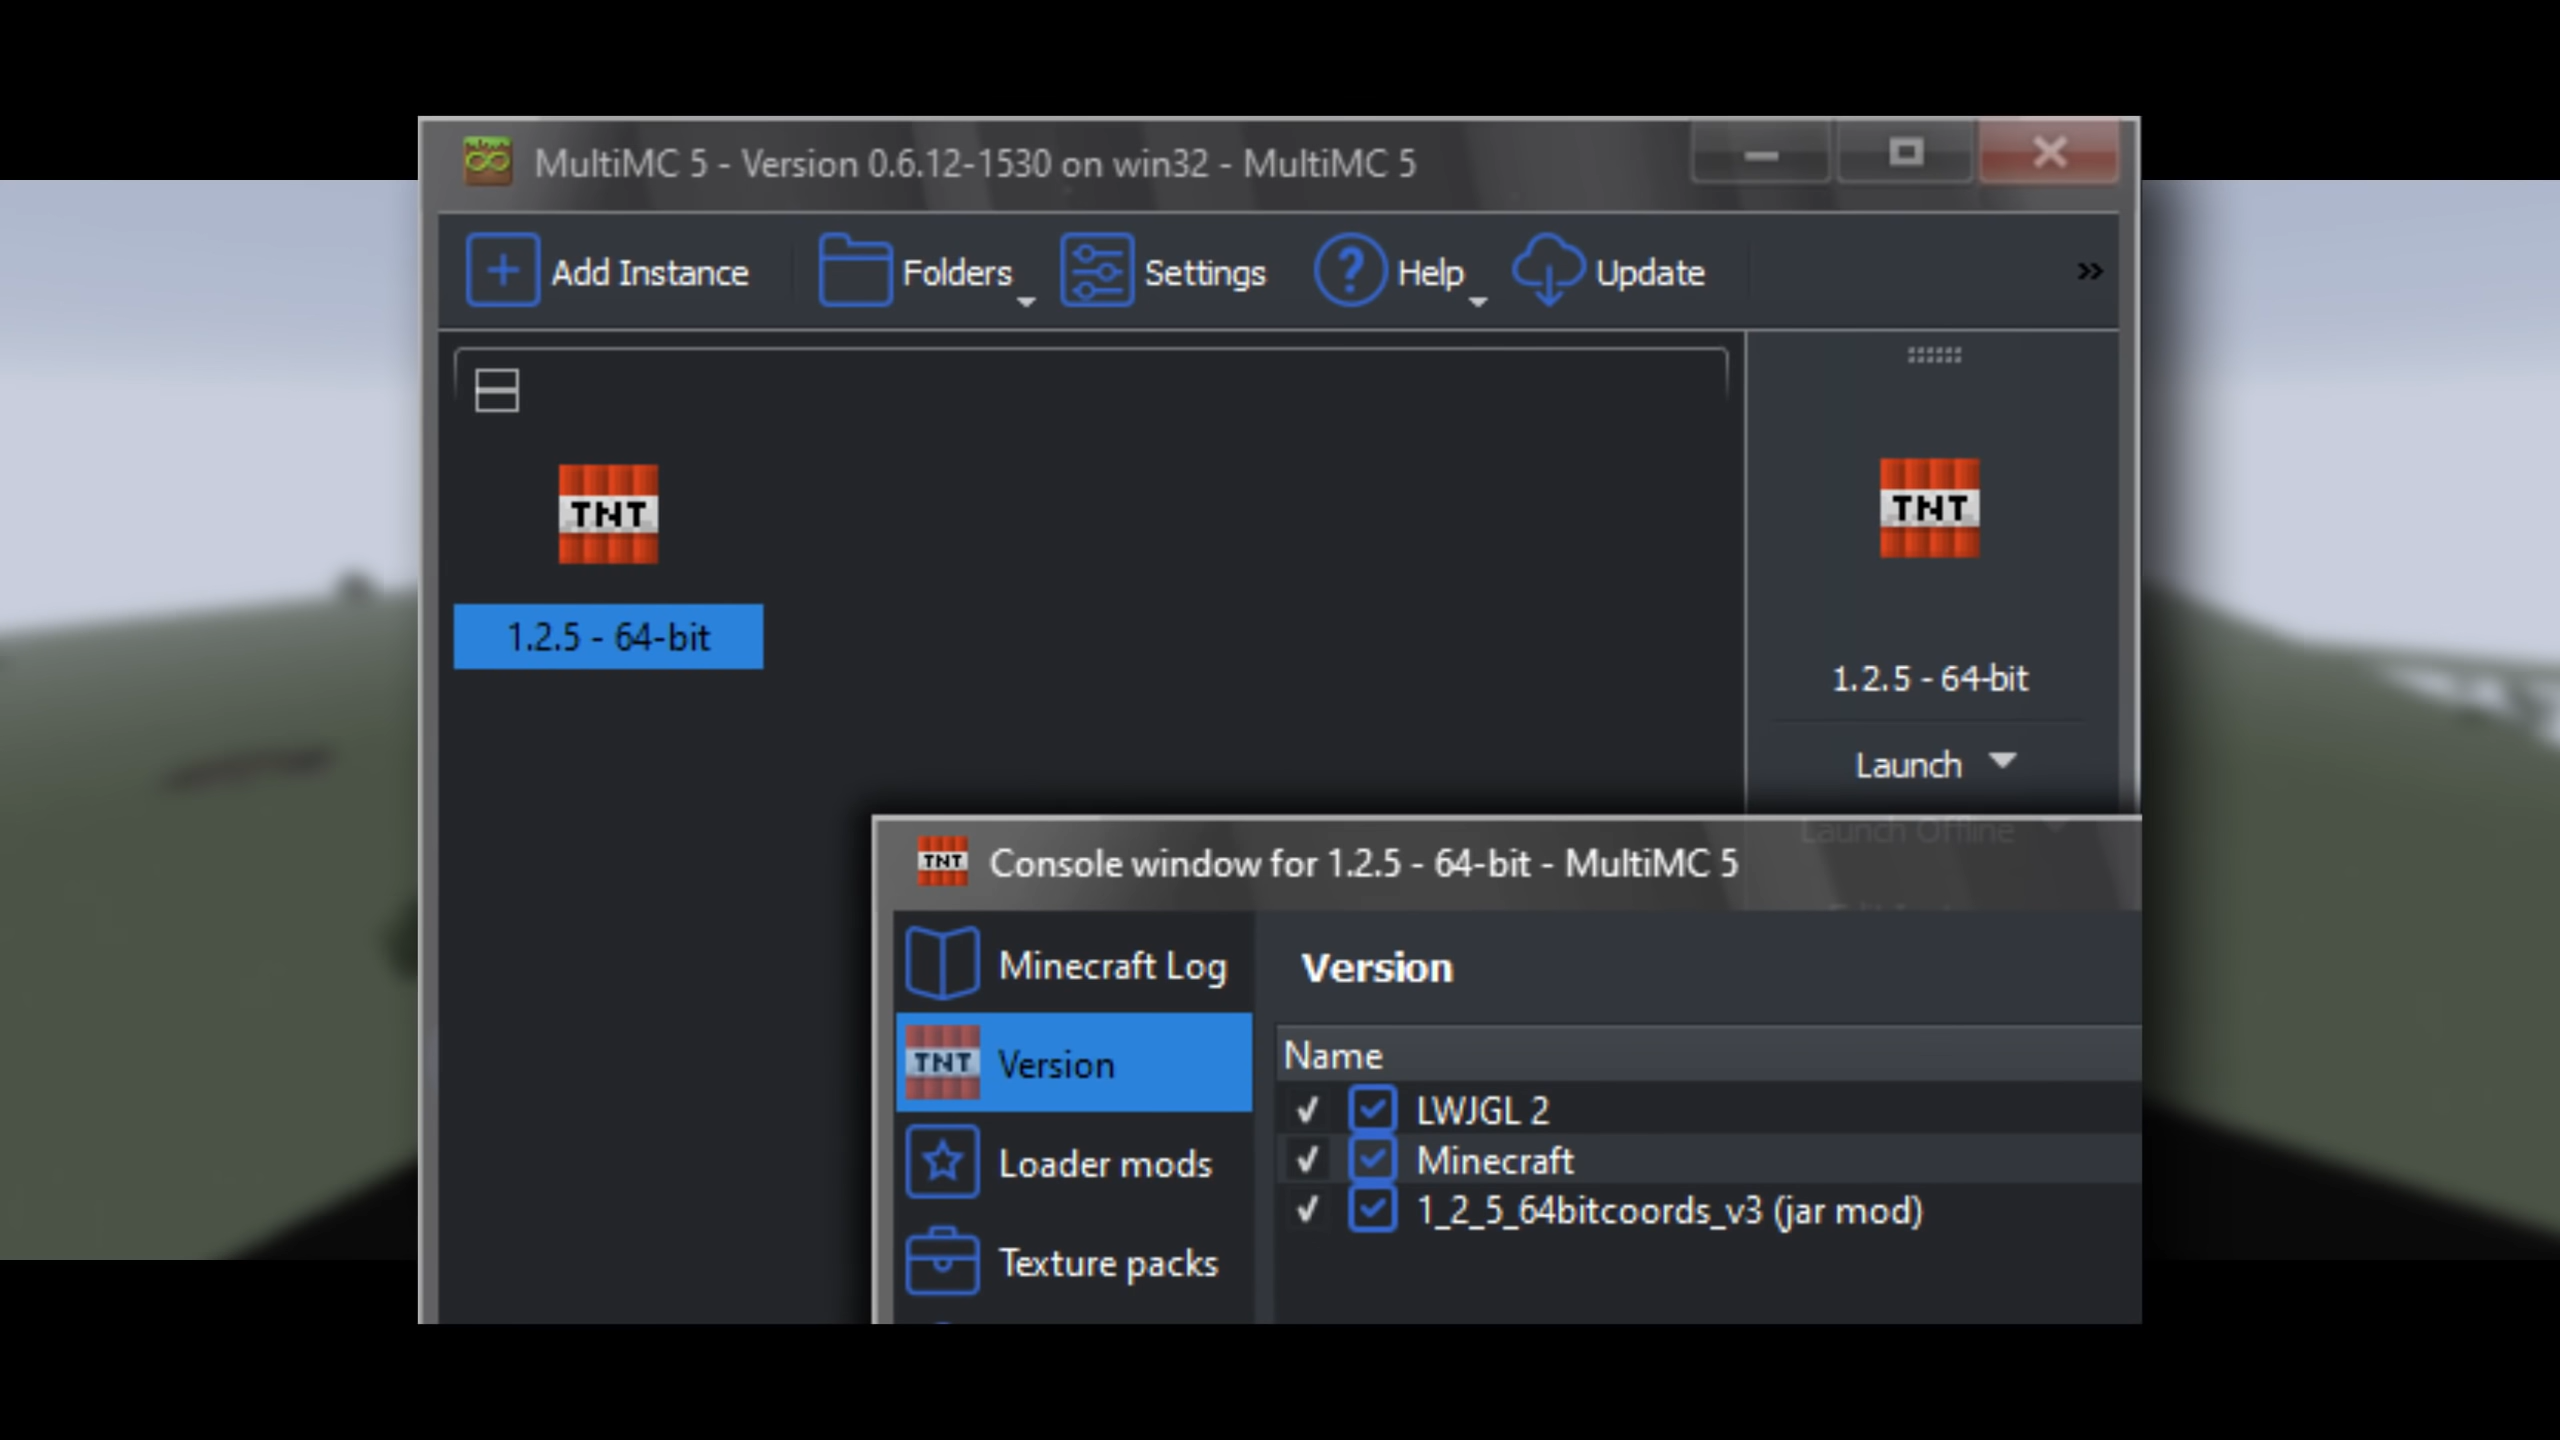 MultiMC 5 - Version 0.6.12-1530 on win32 - MultiMC 5
Add Instance Folders Settings Help Update »
TNT
1.2.5 - 64-bit
TNT
1.2.5 - 64-bit
Launch
Launch Offline
TNT Console window for 1.2.5 - 64-bit - MultiMC 5
Minecraft Log
TNT Version
Loader mods
Texture packs
Version
Name
LWJGL 2
Minecraft
1_2_5_64bitcoords_v3 (jar mod)